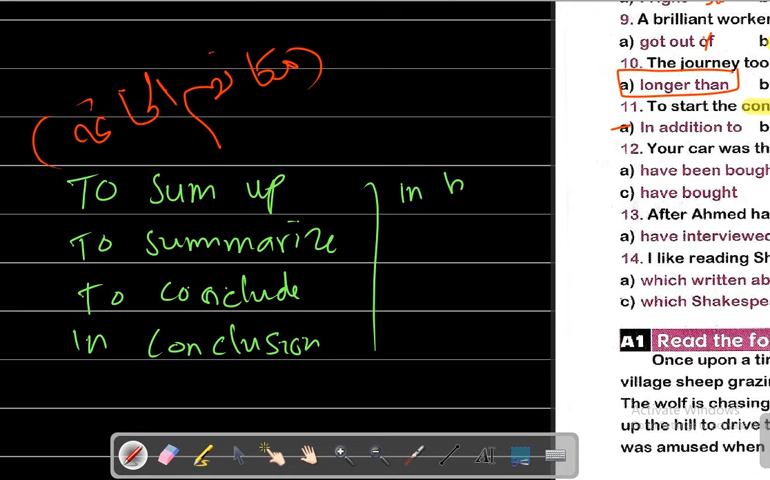 To sum up
To summarize
To conclude
In conclusion
In b
9. A brilliant worker
a) got out of b
10. The journey too
a) longer than b
11. To start the con
a) In addition to b
12. Your car was th
a) have been bough
c) have bought
13. After Ahmed ha
a) have interviewed
14. I like reading Sh
a) which written ab
c) which Shakespe
A1 Read the fo
Once upon a tir
village sheep grazi
The wolf is chasing
Activate Windows
up the hill to drive t
was amused when
AI